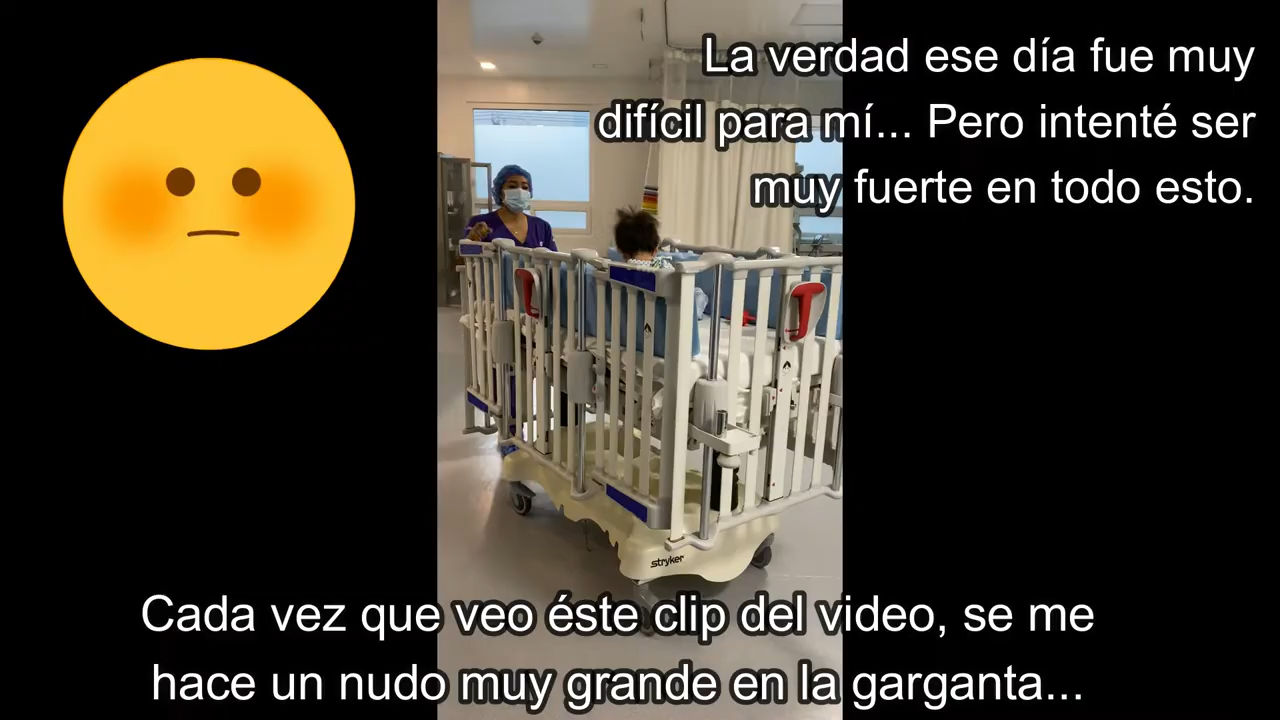 La verdad ese día fue muy
difícil para mí... Pero intenté ser
muy fuerte en todo esto.
stryker
Cada vez que veo éste clip del video, se me
hace un nudo muy grande en la garganta...